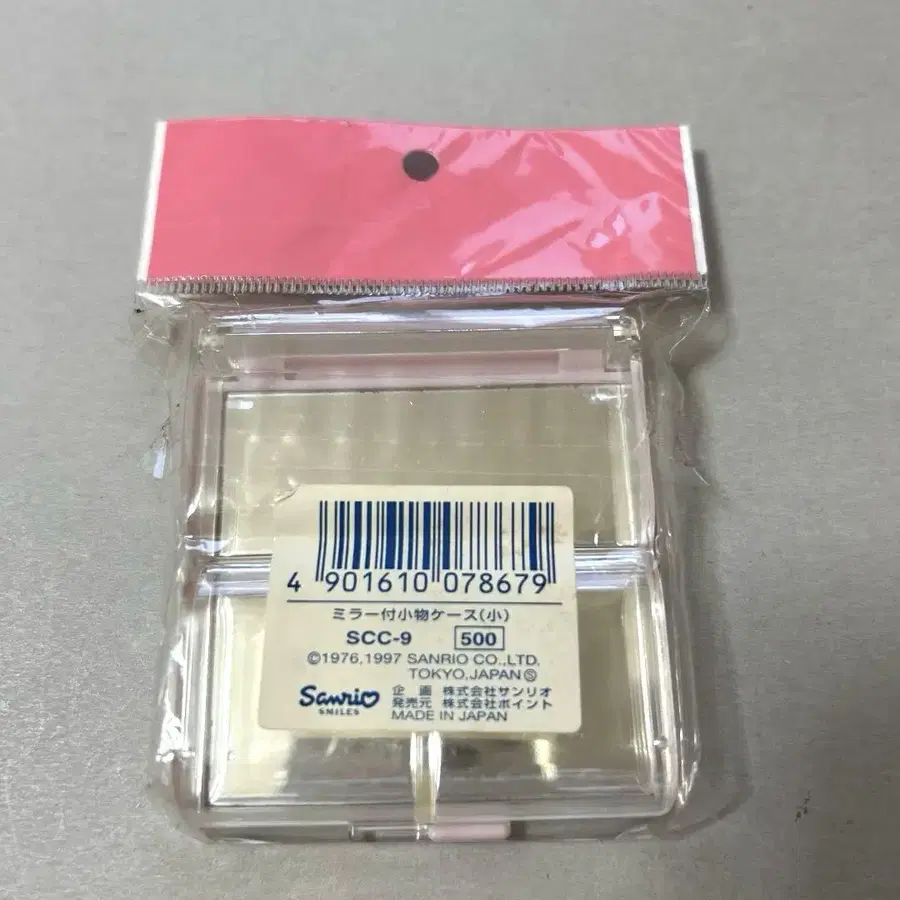 4 901610 078679
ミラー付小物ケース(小)
SCC-9 500
©1976,1997 SANRIO CO.,LTD.
TOKYO,JAPAN Ⓢ
Sanrio
SMILES
企 画 株式会社サンリオ
発売元 株式会社ポイント
MADE IN JAPAN